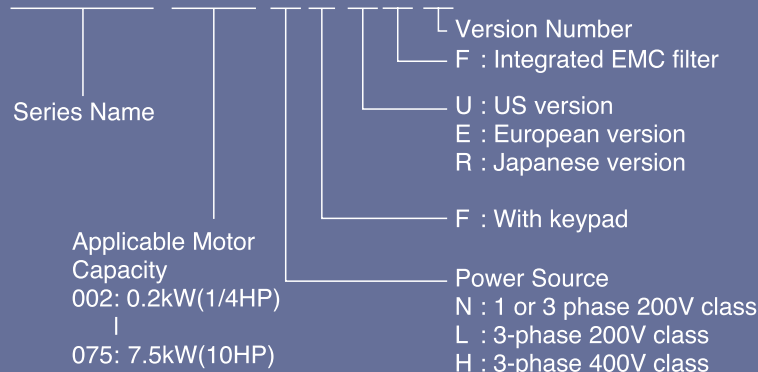 Version Number
F : Integrated EMC filter
Series Name
U : US version
E : European version
R : Japanese version
F : With keypad
Applicable Motor
Capacity
002: 0.2kW(1/4HP)
075: 7.5kW(10HP)
Power Source
N : 1 or 3 phase 200V class
L : 3-phase 200V class
H : 3-phase 400V class